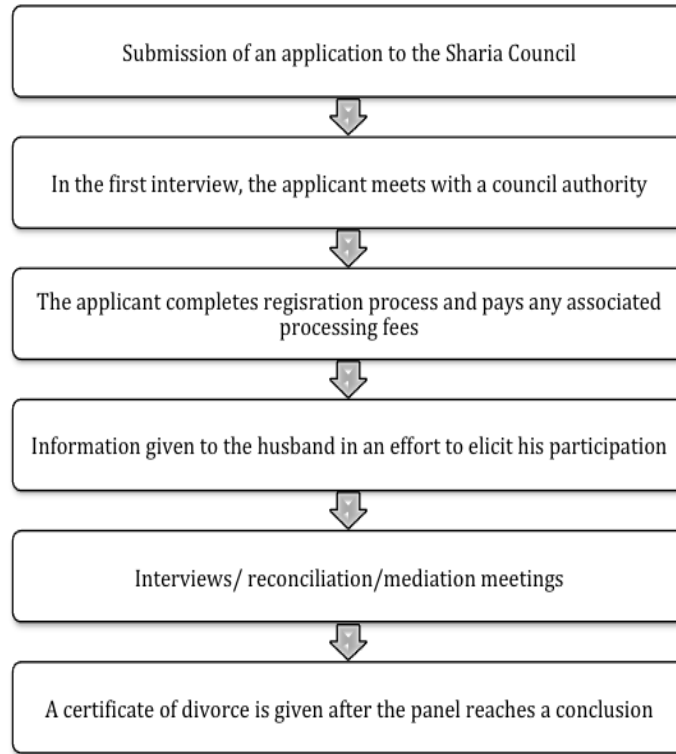 Submission of an application to the Sharia Council
In the first interview, the applicant meets with a council authority
The applicant completes regisration process and pays any associated
processing fees
Information given to the husband in an effort to elicit his participation
Interviews/ reconciliation/mediation meetings
A certificate of divorce is given after the panel reaches a conclusion